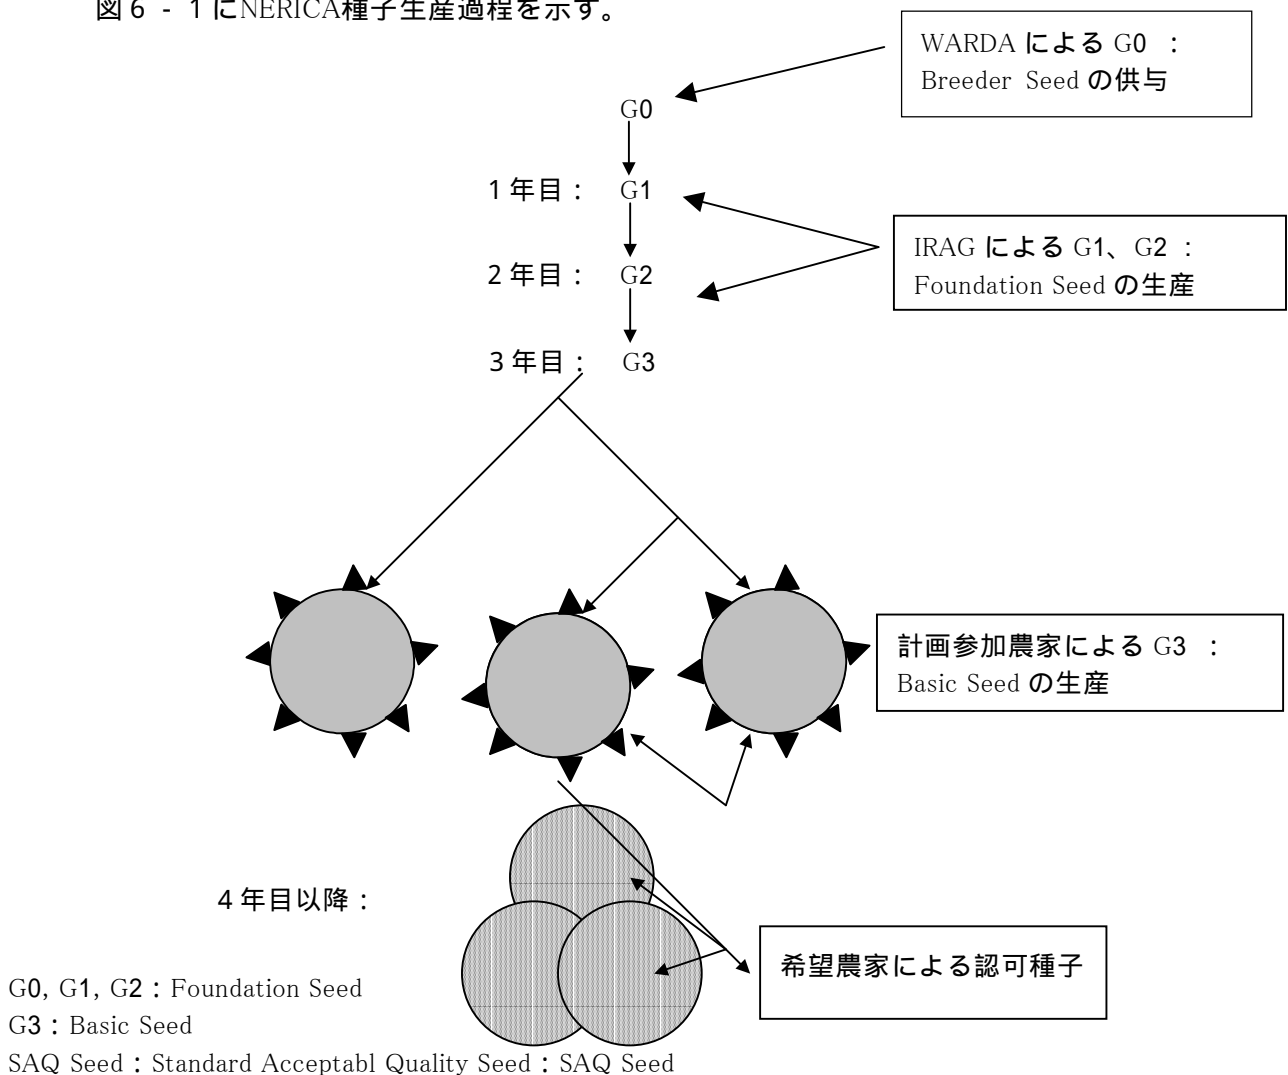 図6-1にNERICA種子生産過程を示す。
WARDA による G0 :
Breeder Seed の供与
G0
1年目: G1
IRAG による G1、G2 :
Foundation Seed の生産
2年目: G2
3年目: G3
計画参加農家による G3 :
Basic Seed の生産
4年目以降:
希望農家による認可種子
G0, G1, G2：Foundation Seed
G3：Basic Seed
SAQ Seed：Standard Acceptabl Quality Seed：SAQ Seed